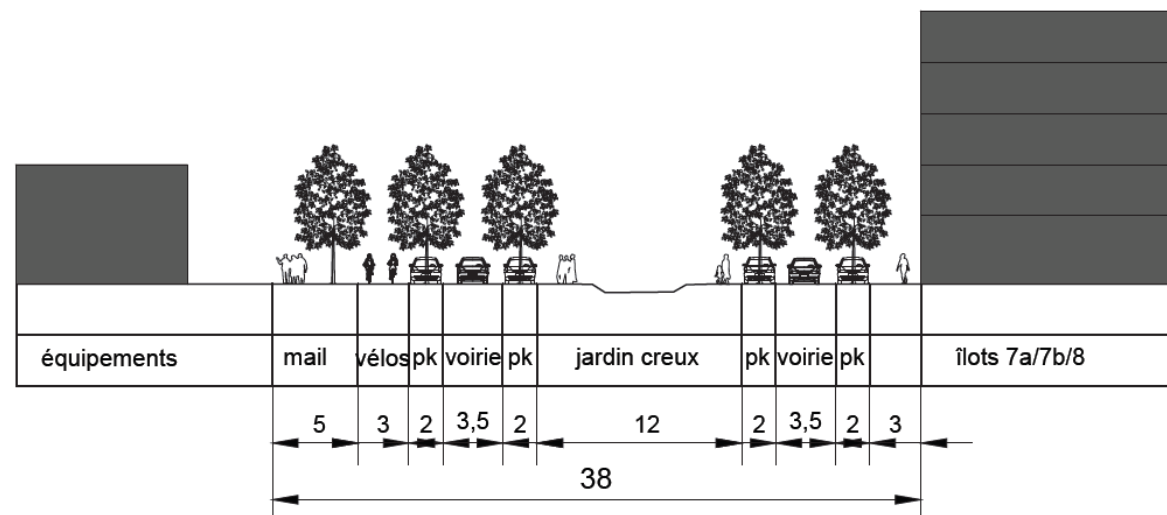 équipements mail vélos pk voirie pk jardin creux pk voirie pk îlots 7a/7b/8
5 3 2 3,5 2 12 2 3,5 2 3
38